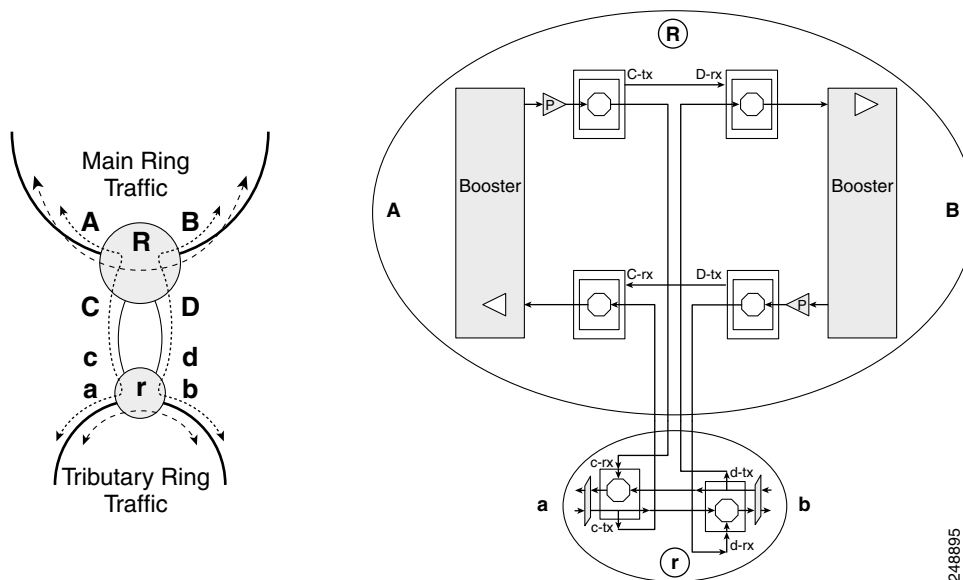 Main Ring
Traffic
A
B
R
C
D
c
d
a
r
b
Tributary Ring
Traffic
R
C-tx
D-rx
P
Booster
Booster
A
B
C-rx
D-tx
P
c-rx
d-tx
a
b
c-tx
d-rx
r
248895